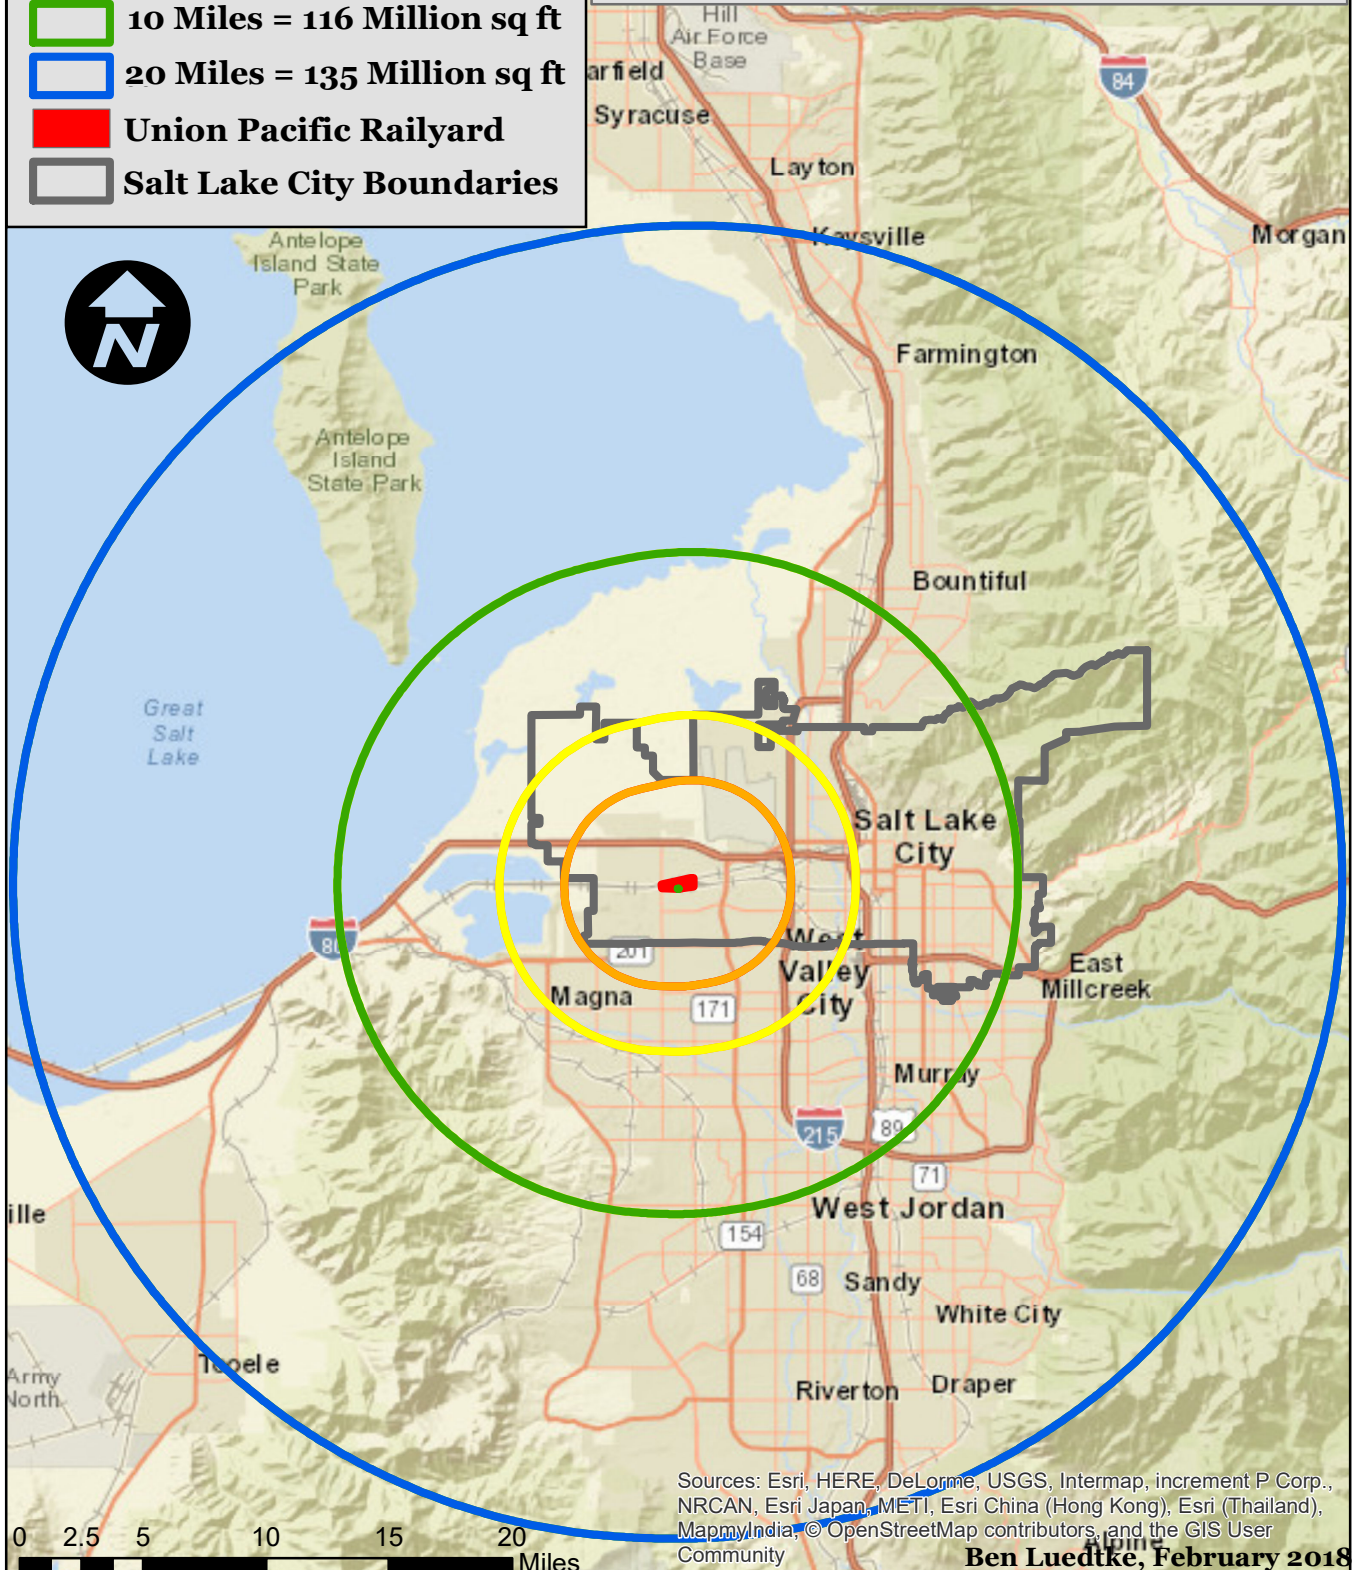 10 Miles = 116 Million sq ft
20 Miles = 135 Million sq ft
Union Pacific Railyard
Salt Lake City Boundaries
Hill
Air Force
Base
arfield
Syracuse
84
Layton
Kaysville
Morgan
Antelope
Island State
Park
N
Farmington
Antelope
Island
State Park
Bountiful
Great
Salt
Lake
Salt Lake
City
80
201
West
Valley
City
East
Millcreek
Magna
171
Murray
215
89
71
ille
West Jordan
154
68
Sandy
White City
Tooele
Army
North
Riverton
Draper
Sources: Esri, HERE, DeLorme, USGS, Intermap, increment P Corp.,
NRCAN, Esri Japan, METI, Esri China (Hong Kong), Esri (Thailand),
MapmyIndia, © OpenStreetMap contributors, and the GIS User
Community
Alpine
0 2.5 5 10 15 20
Miles
Ben Luedtke, February 2018